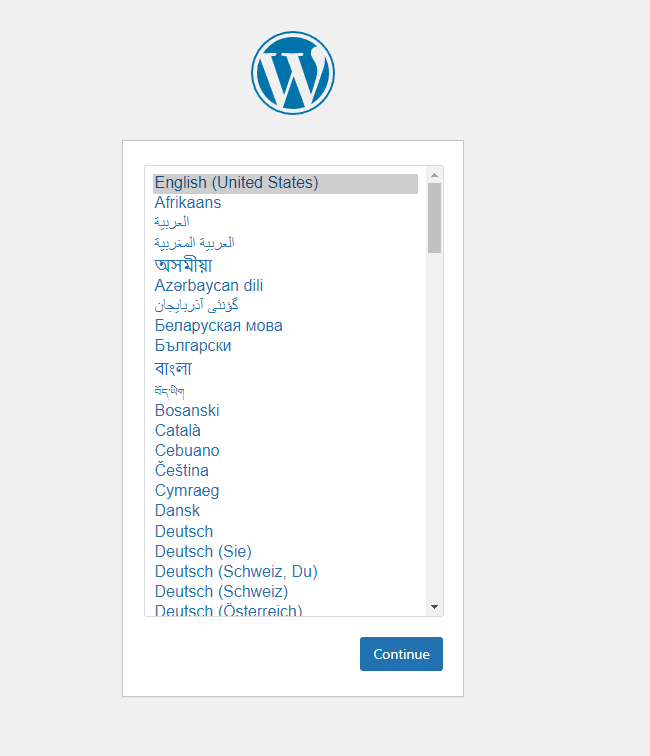 English (United States)
Afrikaans
العربية
العربية المغربية
অসমীয়া
Azərbaycan dili
گؤنئی آذربایجان
Беларуская мова
Български
বাংলা
བོད་ཡིག
Bosanski
Català
Cebuano
Čeština
Cymraeg
Dansk
Deutsch
Deutsch (Sie)
Deutsch (Schweiz, Du)
Deutsch (Schweiz)
Deutsch (Österreich)
Continue